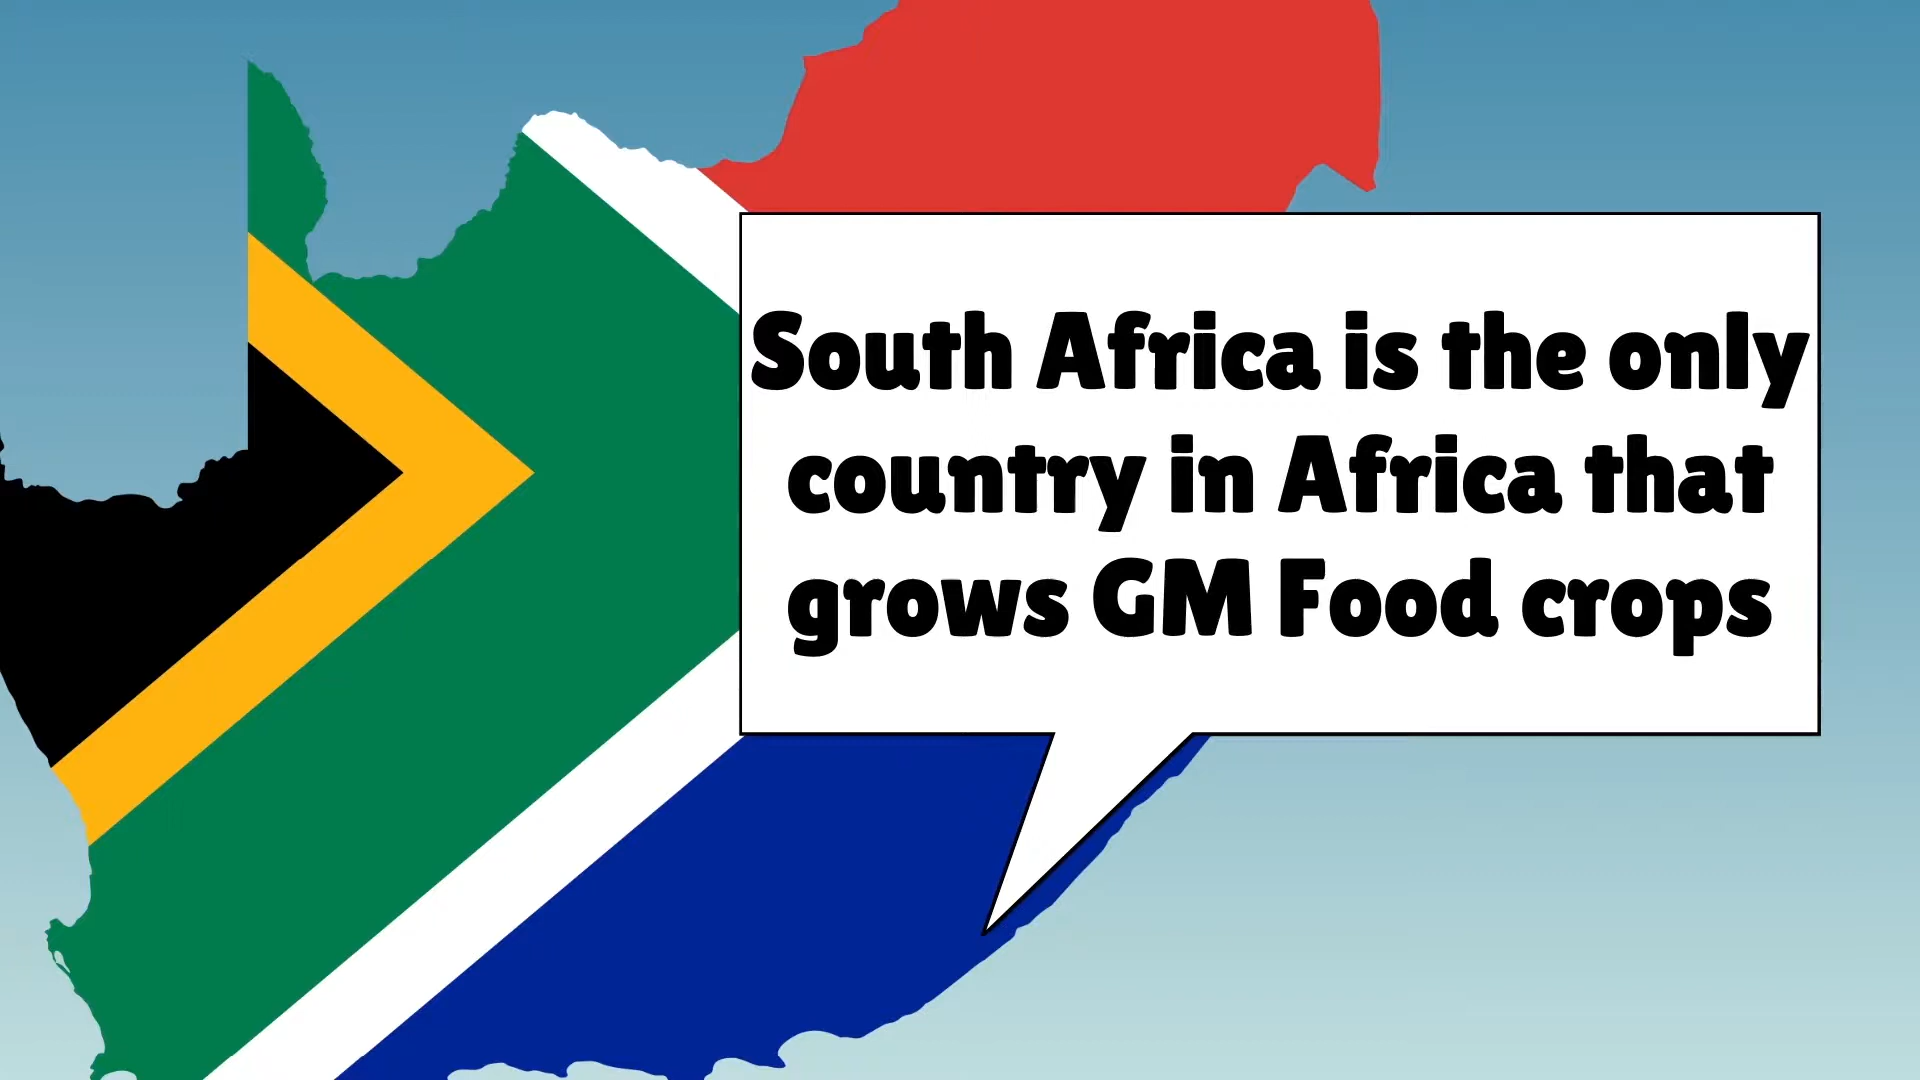 South Africa is the only
country in Africa that
grows GM Food crops